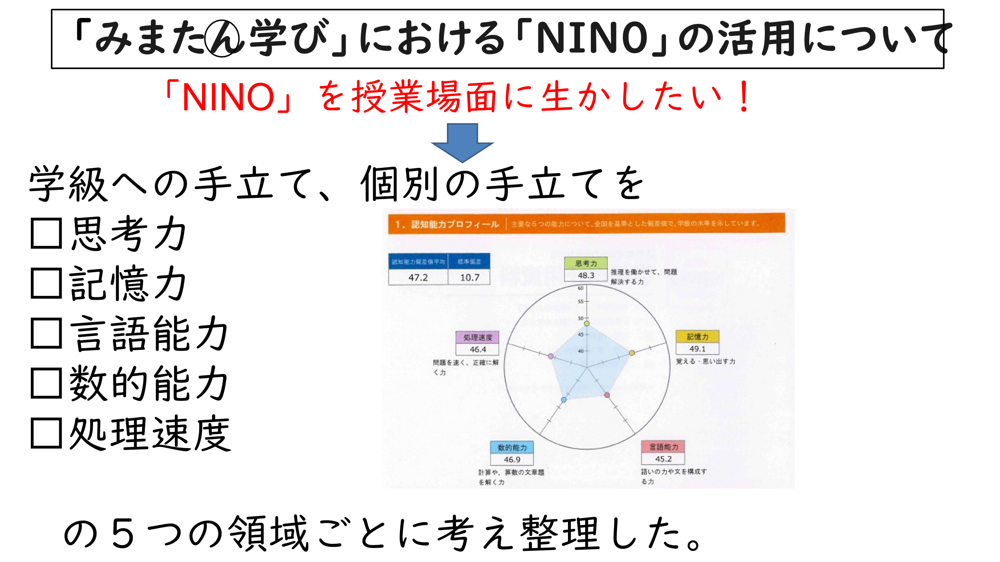 「みまたん学び」における「NINO」の活用について
「NINO」を授業場面に生かしたい！
学級への手立て、個別の手立てを
□思考力
□記憶力
□言語能力
□数的能力
□処理速度
1. 認知能力プロフィール 主要な５つの能力について、全国を基準とした偏差値で、学級の水準を示しています。
認知能力偏差値平均 標準偏差
47.2 10.7
思考力
48.3
推理を働かせて、問題
解決する力
60
55
50
45
40
処理速度
46.4
問題を速く、正確に解
く力
記憶力
49.1
覚える・思い出す力
数的能力
46.9
計算や、算数の文章題
を解く力
言語能力
45.2
語いの力や文を構成す
る力
の５つの領域ごとに考え整理した。